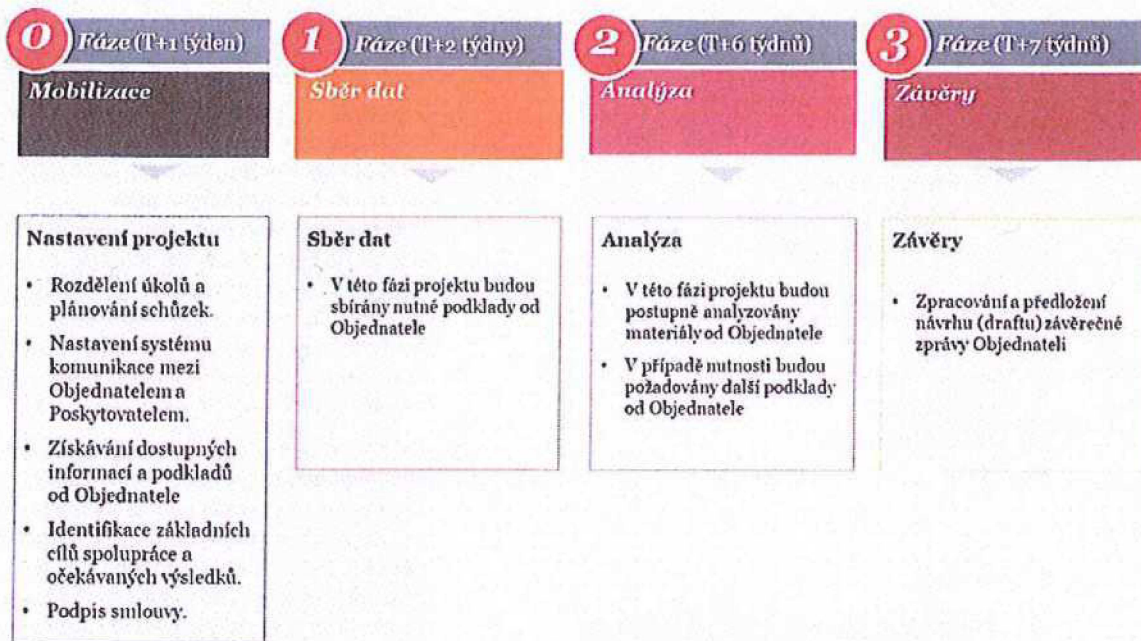 0 Fáze (T+1 týden)
Mobilizace
Nastavení projektu
• Rozdělení úkolů a
plánování schůzek.
• Nastavení systému
komunikace mezi
Objednatelem a
Poskytovatelem.
• Získávání dostupných
informací a podkladů
od Objednatele
• Identifikace základních
cílů spolupráce a
očekávaných výsledků.
• Podpis smlouvy.
1 Fáze (T+2 týdny)
Sběr dat
Sběr dat
• V této fázi projektu budou
sbírány nutné podklady od
Objednatele
2 Fáze (T+6 týdnů)
Analýza
Analýza
• V této fázi projektu budou
postupně analyzovány
materiály od Objednatele
• V případě nutnosti budou
požadovány další podklady
od Objednatele
3 Fáze (T+7 týdnů)
Závěry
Závěry
• Zpracování a předložení
návrhu (draftu) závěrečné
zprávy Objednateli